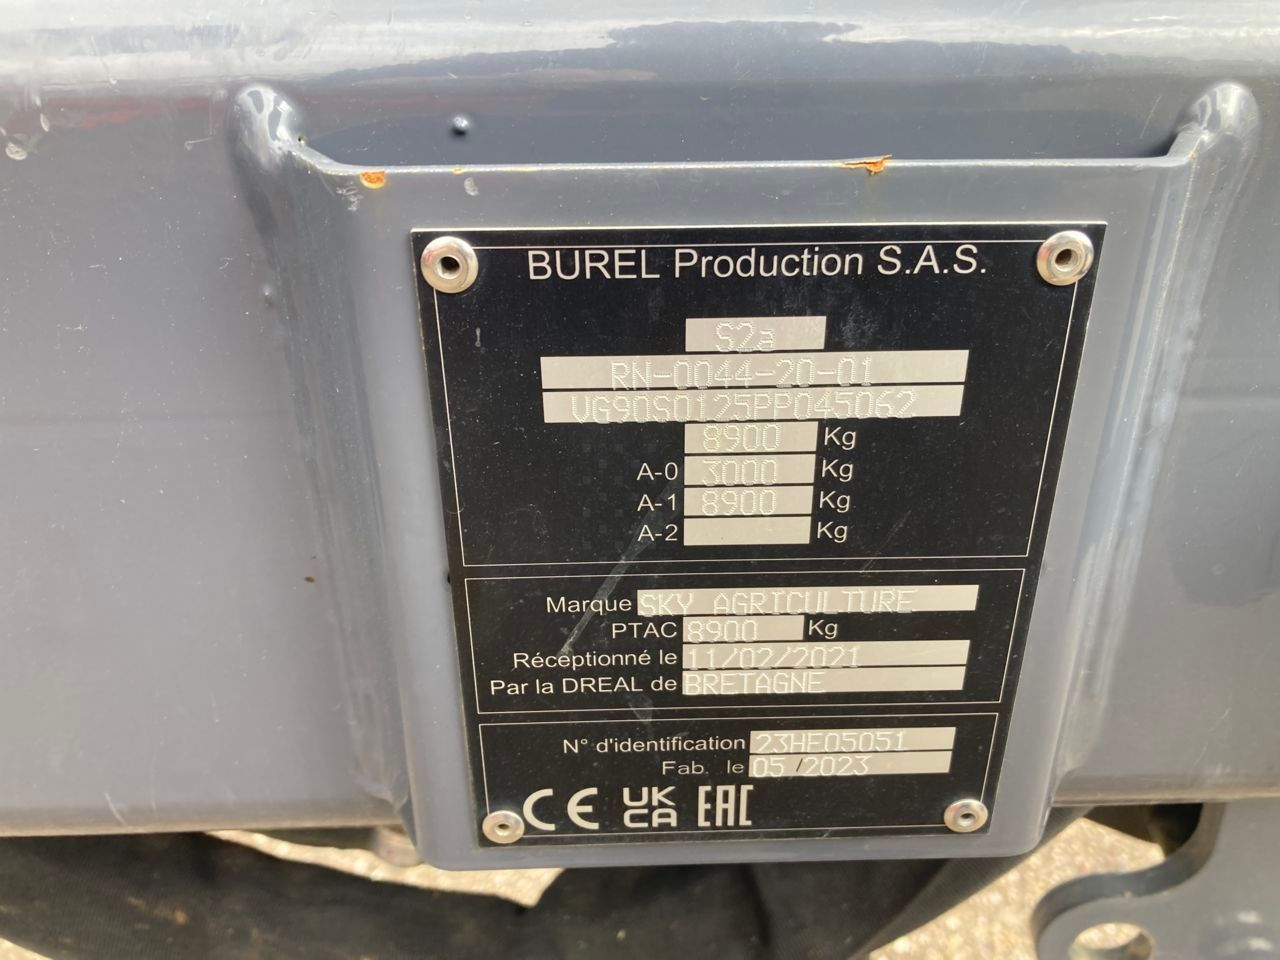 BUREL Production S.A.S.
S2a
RN-0044-20-01
VG90S0125PP045062
8900 Kg
A-0 3000 Kg
A-1 8900 Kg
A-2 Kg
Marque SKY AGRICULTURE
PTAC 8900 Kg
Réceptionné le 11/02/2021
Par la DREAL de BRETAGNE
N° d'identification 23HE05051
Fab. le 05/2023
CE UK CA EAC